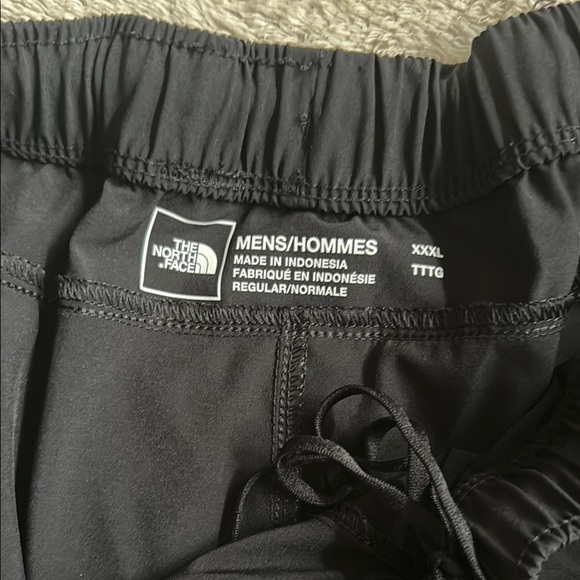 THE
NORTH
FACE
MENS/HOMMES
MADE IN INDONESIA
FABRIQUÉ EN INDONÉSIE
REGULAR/NORMALE
XXXL
TTTG